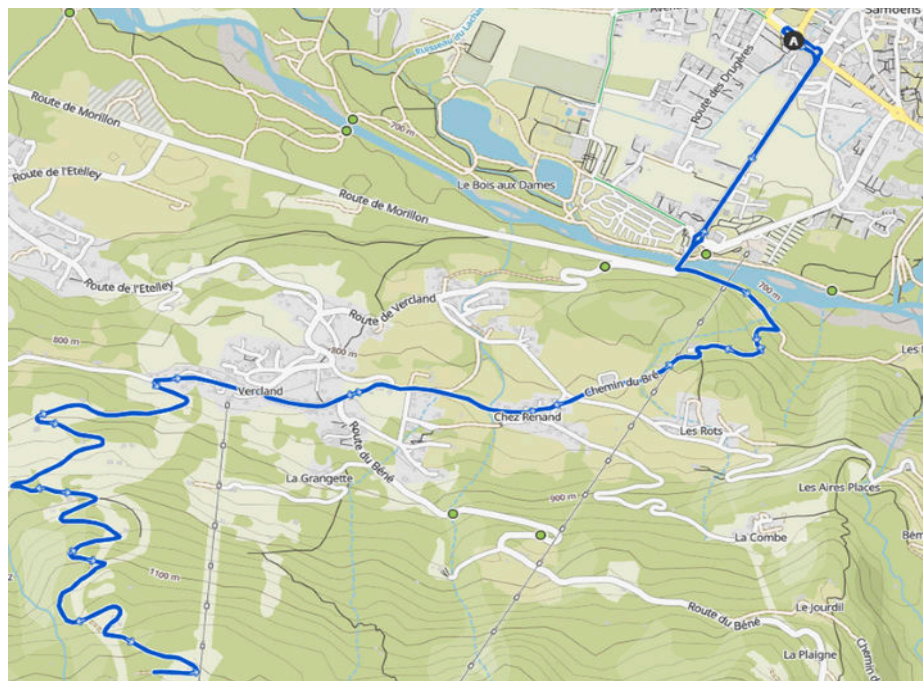 Samoëns
A
Ruisseau du Lacha
Route des Drugères
Route de Morillon
700 m
Le Bois aux Dames
Route de l'Etelley
Route de Morillon
Route de l'Etelley
Route de Vercland
700 m
800 m
800 m
Vercland
Chemin du Bré
Chez Renand
Les Rots
Route du Béné
La Grangette
900 m
Les Aires Places
La Combe
1100 m
Le Jourdil
Route du Béné
La Plaigne